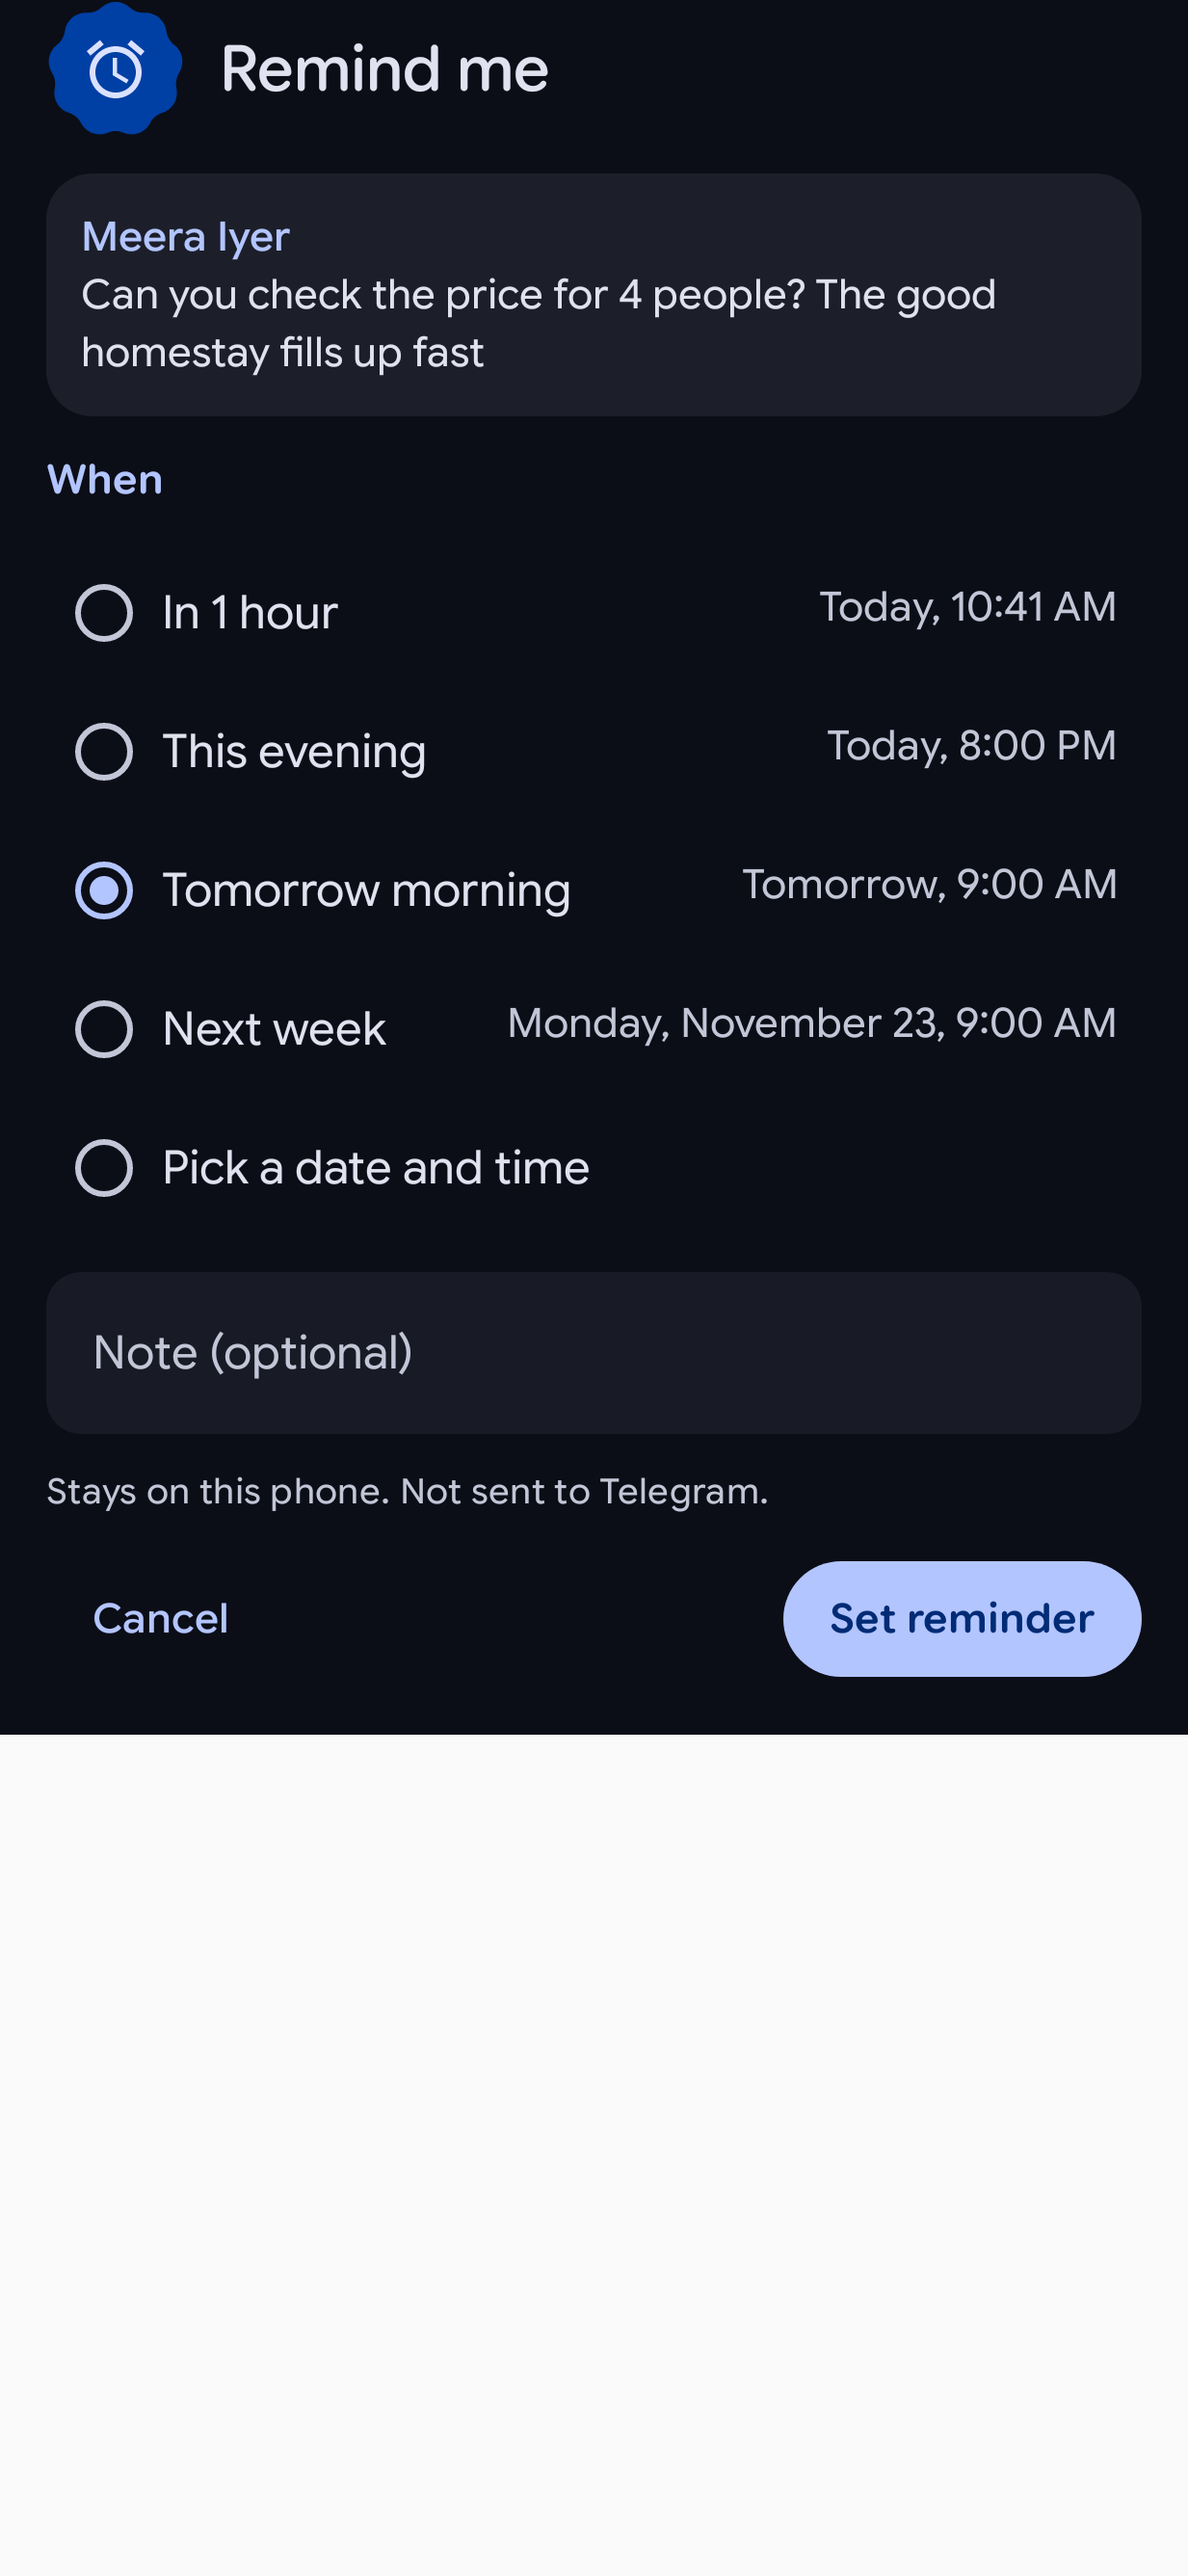 Remind me
Meera Iyer
Can you check the price for 4 people? The good
homestay fills up fast
When
In 1 hour Today, 10:41 AM
This evening Today, 8:00 PM
Tomorrow morning Tomorrow, 9:00 AM
Next week Monday, November 23, 9:00 AM
Pick a date and time
Note (optional)
Stays on this phone. Not sent to Telegram.
Cancel Set reminder